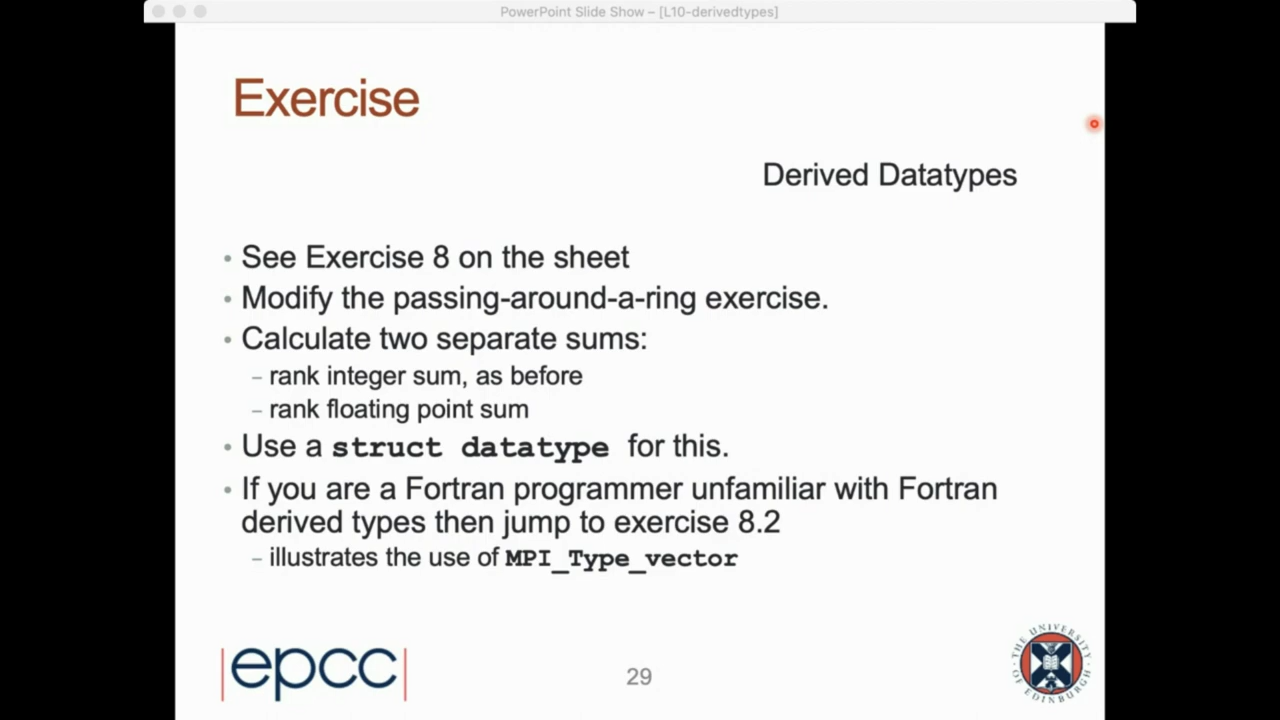 PowerPoint Slide Show – [L10-derivedtypes]
Exercise
Derived Datatypes
• See Exercise 8 on the sheet
• Modify the passing-around-a-ring exercise.
• Calculate two separate sums:
– rank integer sum, as before
– rank floating point sum
• Use a struct datatype for this.
• If you are a Fortran programmer unfamiliar with Fortran
derived types then jump to exercise 8.2
– illustrates the use of MPI_Type_vector
epcc
29
THE UNIVERSITY
OF EDINBURGH